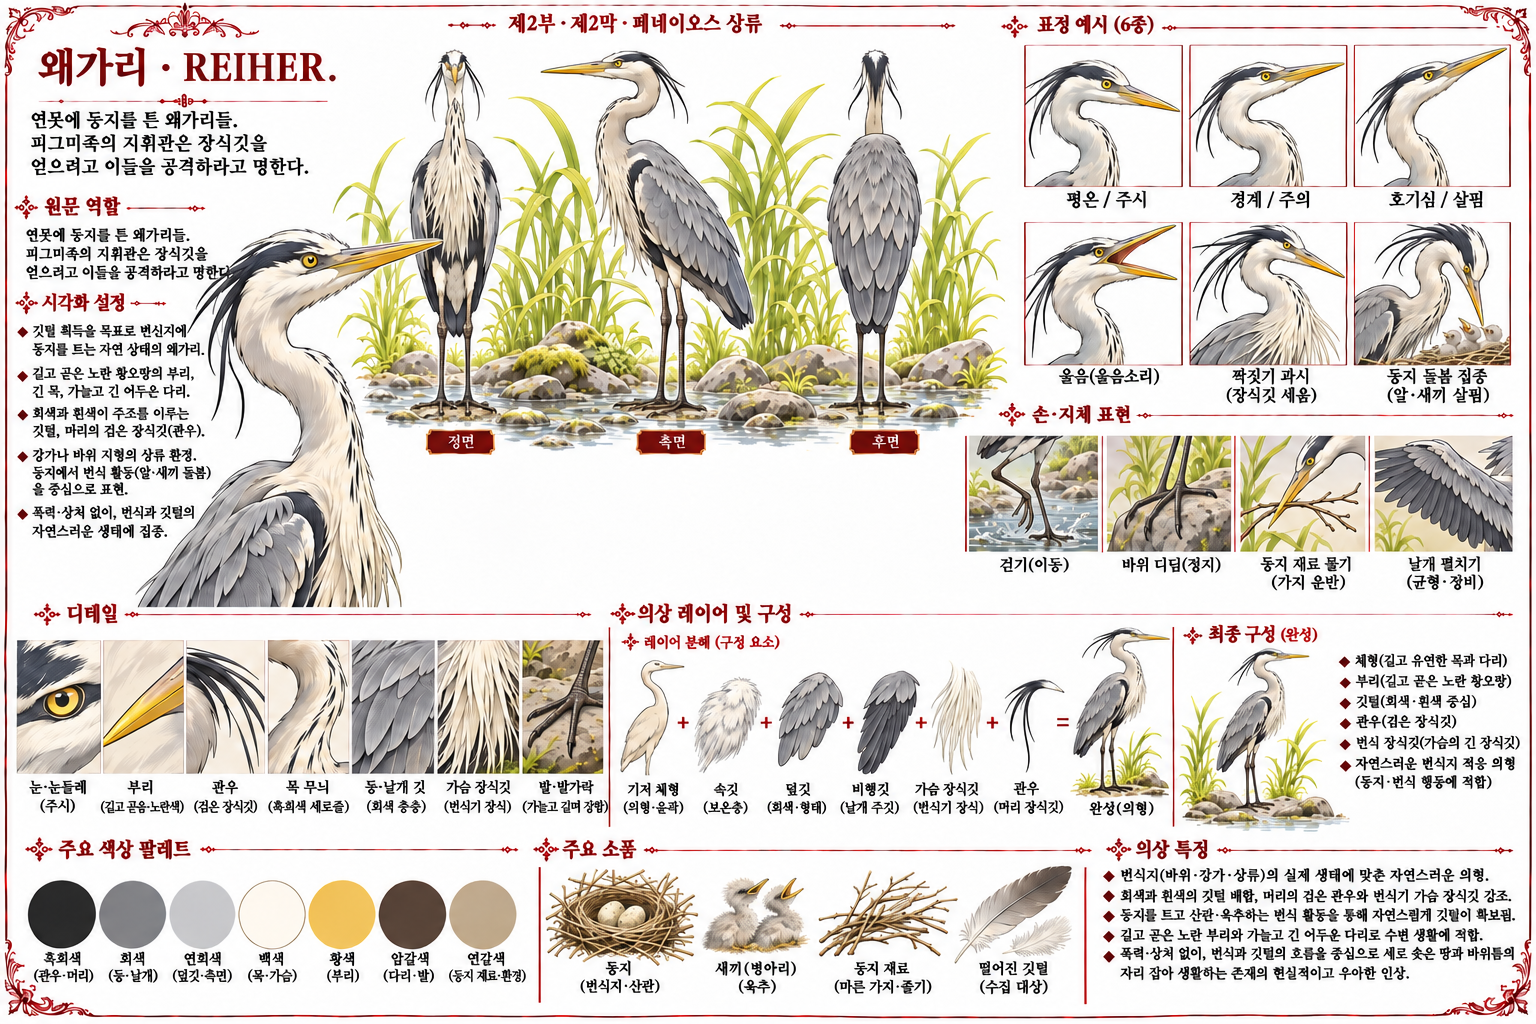 제2부 · 제2막 · 페네이오스 상류
왜가리 · REIHER.
연못에 둥지를 튼 왜가리들.
피그미족의 지휘관은 장식깃을
얻으려고 이들을 공격하라고 명한다.
원문 역할
연못에 둥지를 튼 왜가리들.
피그미족의 지휘관은 장식깃을
얻으려고 이들을 공격하라고 명한다.
시각화 설정
깃털 획득을 목표로 번식지에
둥지를 트는 자연 상태의 왜가리.
길고 곧은 노란 황오랑의 부리,
긴 목, 가늘고 긴 어두운 다리.
회색과 흰색이 주조를 이루는
깃털, 머리의 검은 장식깃(관우).
강가나 바위 지형의 상류 환경.
둥지에서 번식 활동(알·새끼 돌봄)
을 중심으로 표현.
폭력·상처 없이, 번식과 깃털의
자연스러운 생태에 집중.
정면
측면
후면
표정 예시 (6종)
평온 / 주시
경계 / 주의
호기심 / 살핌
울음(울음소리)
짝짓기 과시
(장식깃 세움)
둥지 돌봄 집중
(알·새끼 살핌)
손·지체 표현
걷기(이동)
바위 디딤(정지)
둥지 재료 물기
(가지 운반)
날개 펼치기
(균형·장비)
디테일
눈·눈둘레
(주시)
부리
(길고 곧음·노란색)
관우
(검은 장식깃)
목 무늬
(흑회색 세로줄)
등·날개 깃
(회색 층층)
가슴 장식깃
(번식기 장식)
발·발가락
(가늘고 길며 강함)
의상 레이어 및 구성
레이어 분해 (구성 요소)
기저 체형
(의형·윤곽)
+
속깃
(보온층)
+
덮깃
(회색·형태)
+
비행깃
(날개 주깃)
+
가슴 장식깃
(번식기 장식)
+
관우
(머리 장식깃)
=
완성(의형)
최종 구성 (완성)
체형(길고 유연한 목과 다리)
부리(길고 곧은 노란 황오랑)
깃털(회색·흰색 중심)
관우(검은 장식깃)
번식 장식깃(가슴의 긴 장식깃)
자연스러운 번식지 적응 의형
(둥지·번식 행동에 적합)
주요 색상 팔레트
흑회색
(관우·머리)
회색
(등·날개)
연회색
(덮깃·측면)
백색
(목·가슴)
황색
(부리)
암갈색
(다리·발)
연갈색
(둥지 재료·환경)
주요 소품
둥지
(번식지·산란)
새끼(병아리)
(육추)
둥지 재료
(마른 가지·줄기)
떨어진 깃털
(수집 대상)
의상 특징
번식지(바위·강가·상류)의 실제 생태에 맞춘 자연스러운 의형.
회색과 흰색의 깃털 배합, 머리의 검은 관우와 번식기 가슴 장식깃 강조.
둥지를 트고 산란·육추하는 번식 활동을 통해 자연스럽게 깃털이 확보됨.
길고 곧은 노란 부리와 가늘고 긴 어두운 다리로 수변 생활에 적합.
폭력·상처 없이, 번식과 깃털의 흐름을 중심으로 세로 솟은 땅과 바위틈의
자리 잡아 생활하는 존재의 현실적이고 우아한 인상.